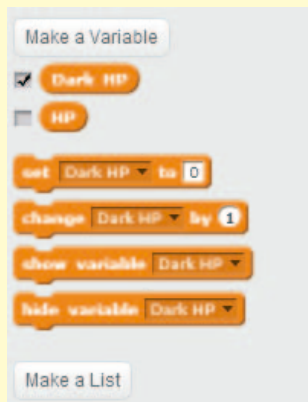 Make a Variable
Dark HP
HP
set Dark HP to 0
change Dark HP by 1
show variable Dark HP
hide variable Dark HP
Make a List